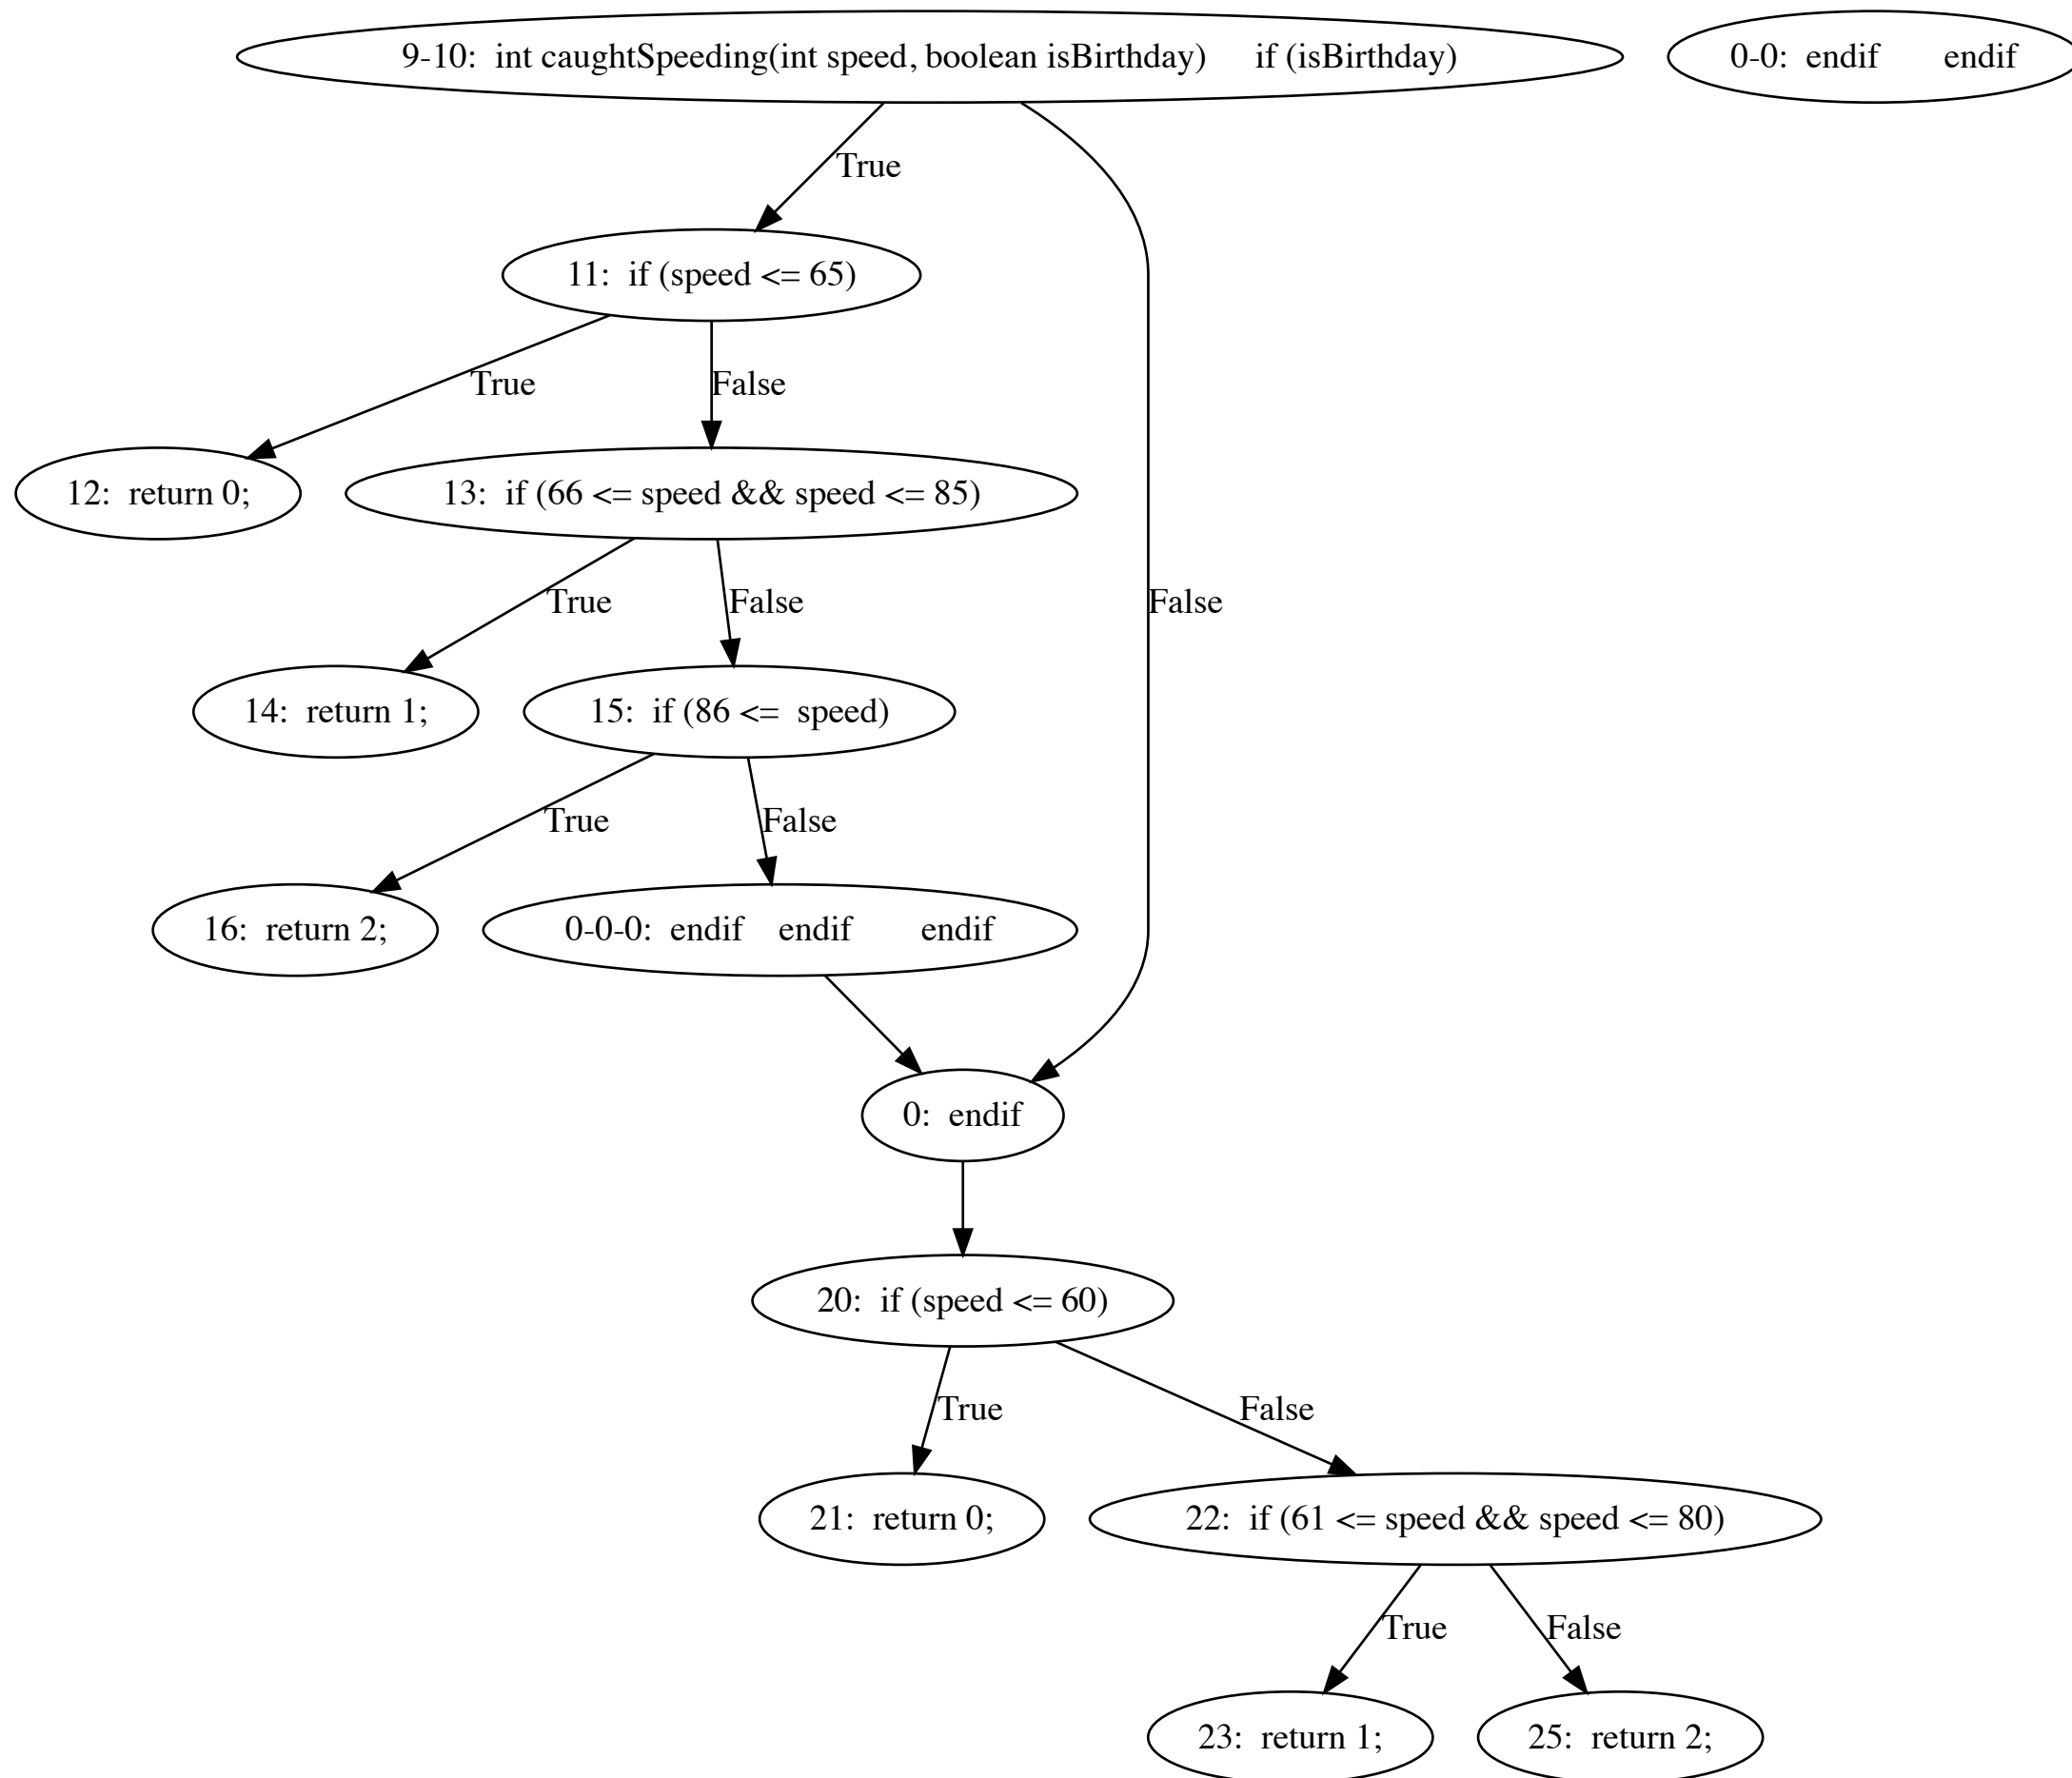 9-10: int caughtSpeeding(int speed, boolean isBirthday) if (isBirthday)
0-0: endif endif
True
11: if (speed <= 65)
True
False
12: return 0;
13: if (66 <= speed && speed <= 85)
True
False
False
14: return 1;
15: if (86 <= speed)
True
False
16: return 2;
0-0-0: endif endif endif
0: endif
20: if (speed <= 60)
True
False
21: return 0;
22: if (61 <= speed && speed <= 80)
True
False
23: return 1;
25: return 2;